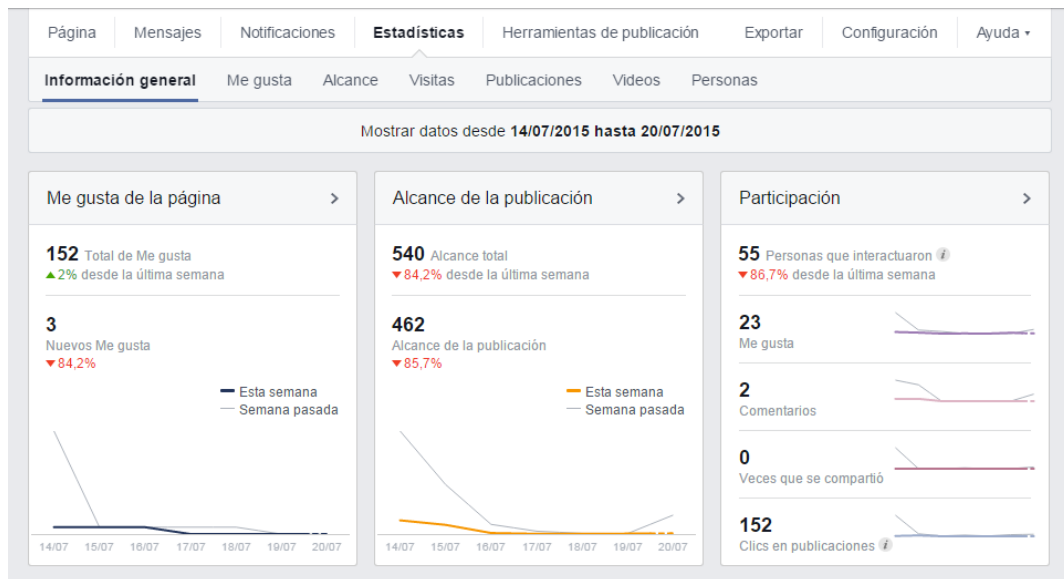 Página Mensajes Notificaciones Estadísticas Herramientas de publicación Exportar Configuración Ayuda
Información general Me gusta Alcance Visitas Publicaciones Videos Personas
Mostrar datos desde 14/07/2015 hasta 20/07/2015
Me gusta de la página
152 Total de Me gusta
2% desde la última semana
3
Nuevos Me gusta
84,2%
Esta semana
Semana pasada
14/07 15/07 16/07 17/07 18/07 19/07 20/07
Alcance de la publicación
540 Alcance total
84,2% desde la última semana
462
Alcance de la publicación
85,7%
Esta semana
Semana pasada
14/07 15/07 16/07 17/07 18/07 19/07 20/07
Participación
55 Personas que interactuaron i
86,7% desde la última semana
23
Me gusta
2
Comentarios
0
Veces que se compartió
152
Clics en publicaciones i